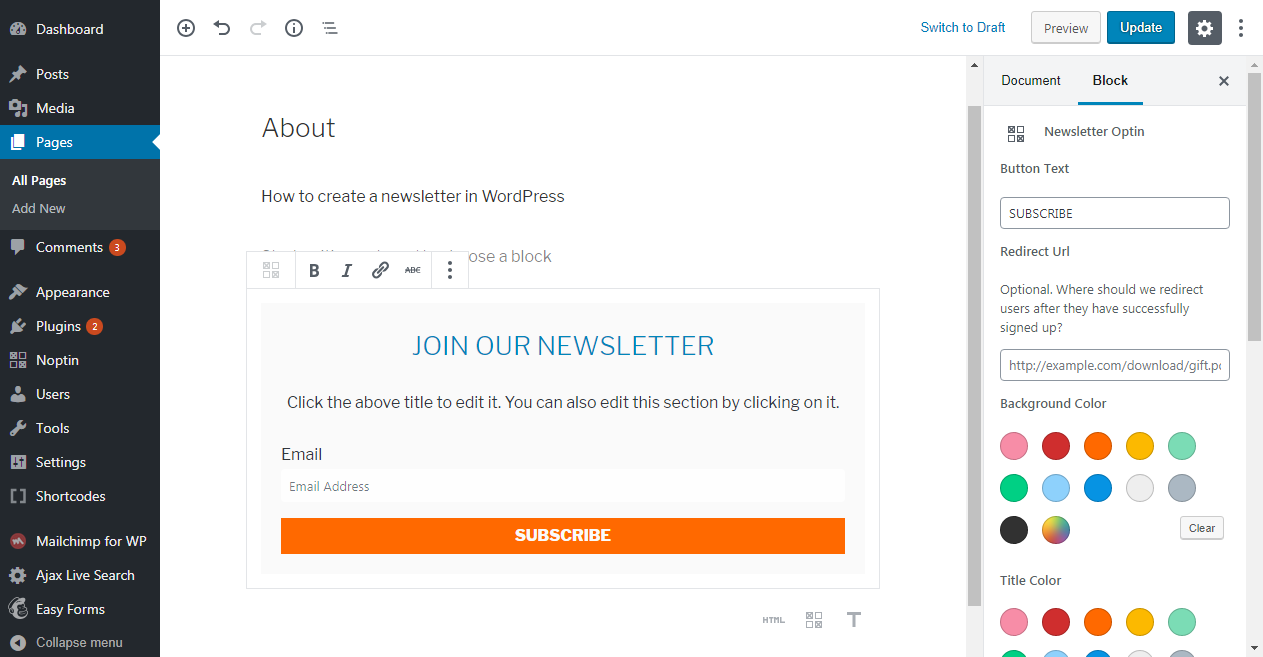 Dashboard
Posts
Media
Pages
All Pages
Add New
Comments 3
Appearance
Plugins 2
Noptin
Users
Tools
Settings
Shortcodes
Mailchimp for WP
Ajax Live Search
Easy Forms
Collapse menu
Switch to Draft
Preview
Update
About
How to create a newsletter in WordPress
ose a block
B I ABC
JOIN OUR NEWSLETTER
Click the above title to edit it. You can also edit this section by clicking on it.
Email
Email Address
SUBSCRIBE
HTML T
Document Block
Newsletter Optin
Button Text
SUBSCRIBE
Redirect Url
Optional. Where should we redirect
users after they have successfully
signed up?
http://example.com/download/gift.pc
Background Color
Clear
Title Color